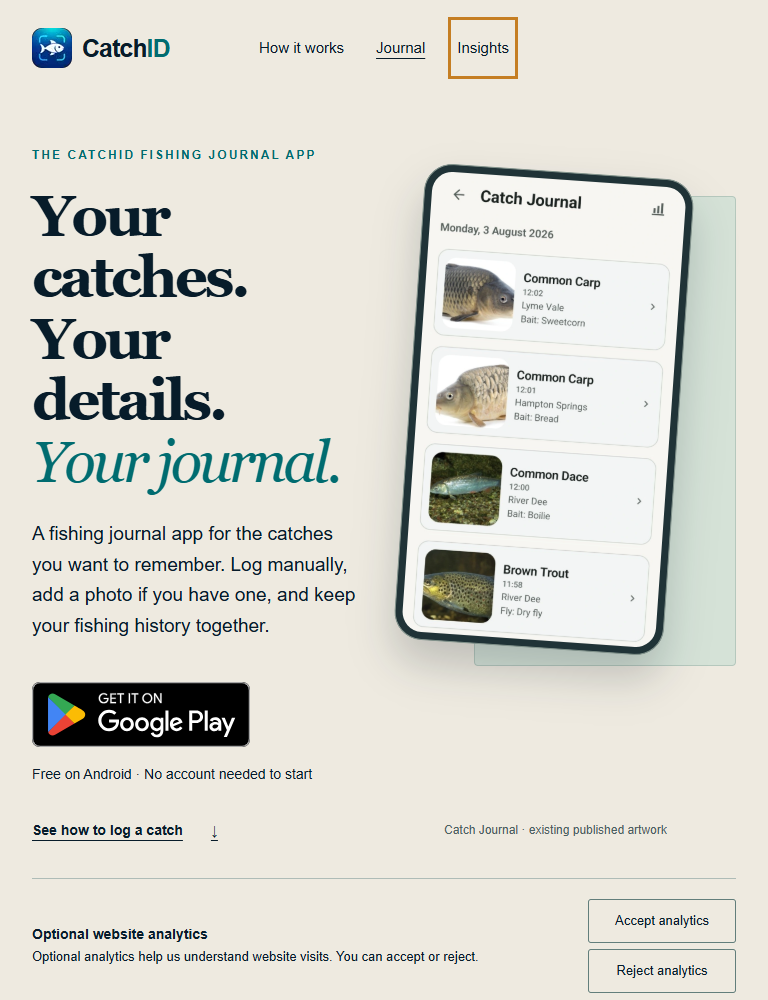 CatchID
How it works
Journal
Insights
THE CATCHID FISHING JOURNAL APP
Your
catches.
Your
details.
Your journal.
A fishing journal app for the catches
you want to remember. Log manually,
add a photo if you have one, and keep
your fishing history together.
GET IT ON
Google Play
Free on Android · No account needed to start
See how to log a catch ↓
Catch Journal
Monday, 3 August 2026
Common Carp
12:02
Lyme Vale
Bait: Sweetcorn
Common Carp
12:01
Hampton Springs
Bait: Bread
Common Dace
12:00
River Dee
Bait: Boilie
Brown Trout
11:58
River Dee
Fly: Dry fly
Catch Journal · existing published artwork
Optional website analytics
Optional analytics help us understand website visits. You can accept or reject.
Accept analytics
Reject analytics